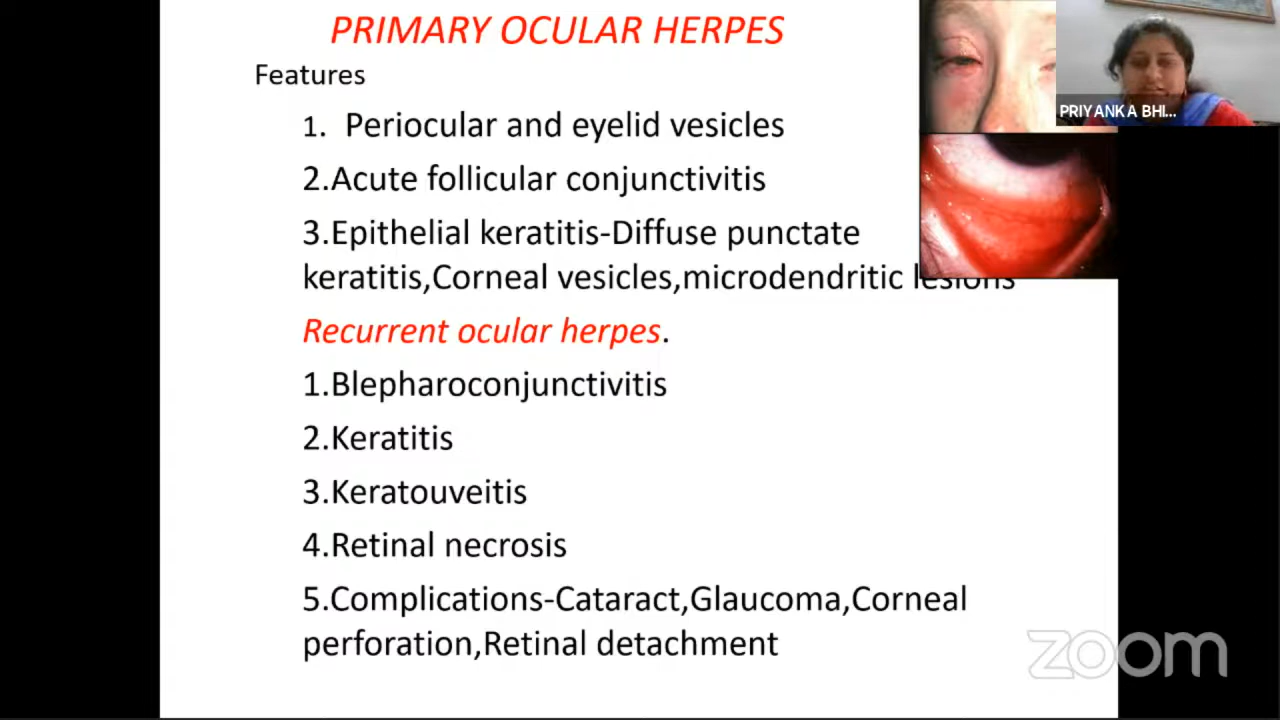 PRIMARY OCULAR HERPES
Features
1. Periocular and eyelid vesicles
2.Acute follicular conjunctivitis
3.Epithelial keratitis-Diffuse punctate
keratitis,Corneal vesicles,microdendritic lesions
Recurrent ocular herpes.
1.Blepharoconjunctivitis
2.Keratitis
3.Keratouveitis
4.Retinal necrosis
5.Complications-Cataract,Glaucoma,Corneal
perforation,Retinal detachment
PRIYANKA BHI...
zoom